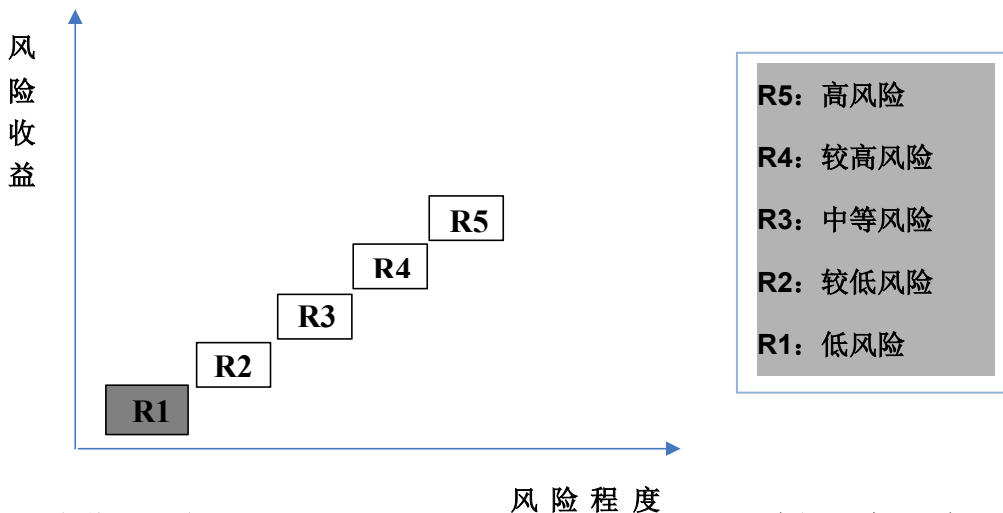 风
险
收
益
R5：高风险
R4：较高风险
R3：中等风险
R2：较低风险
R1：低风险
R5
R4
R3
R2
R1
风 险 程 度